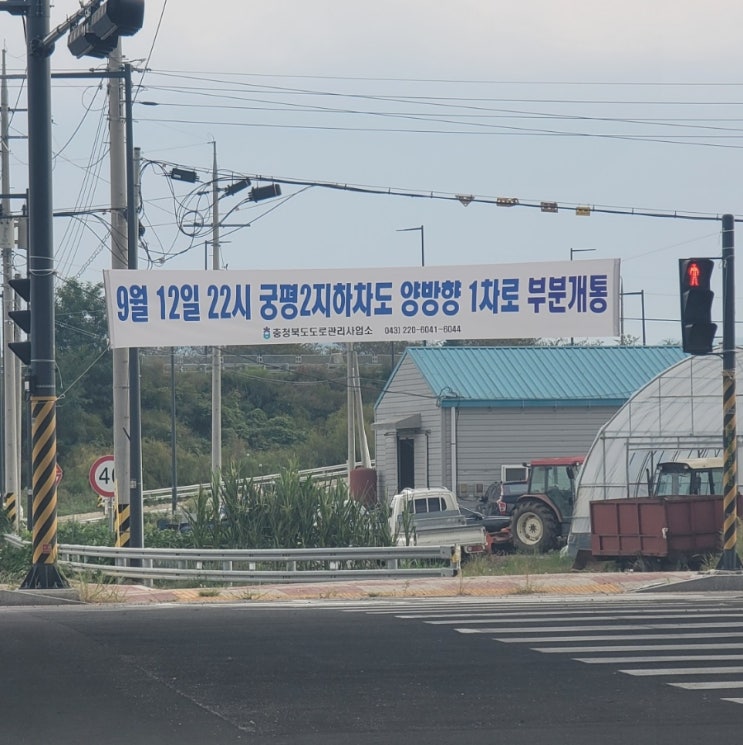 9월 12일 22시 궁평2지하차도 양방향 1차로 부분개통
충청북도도로관리사업소 043) 220-6041~6044
40